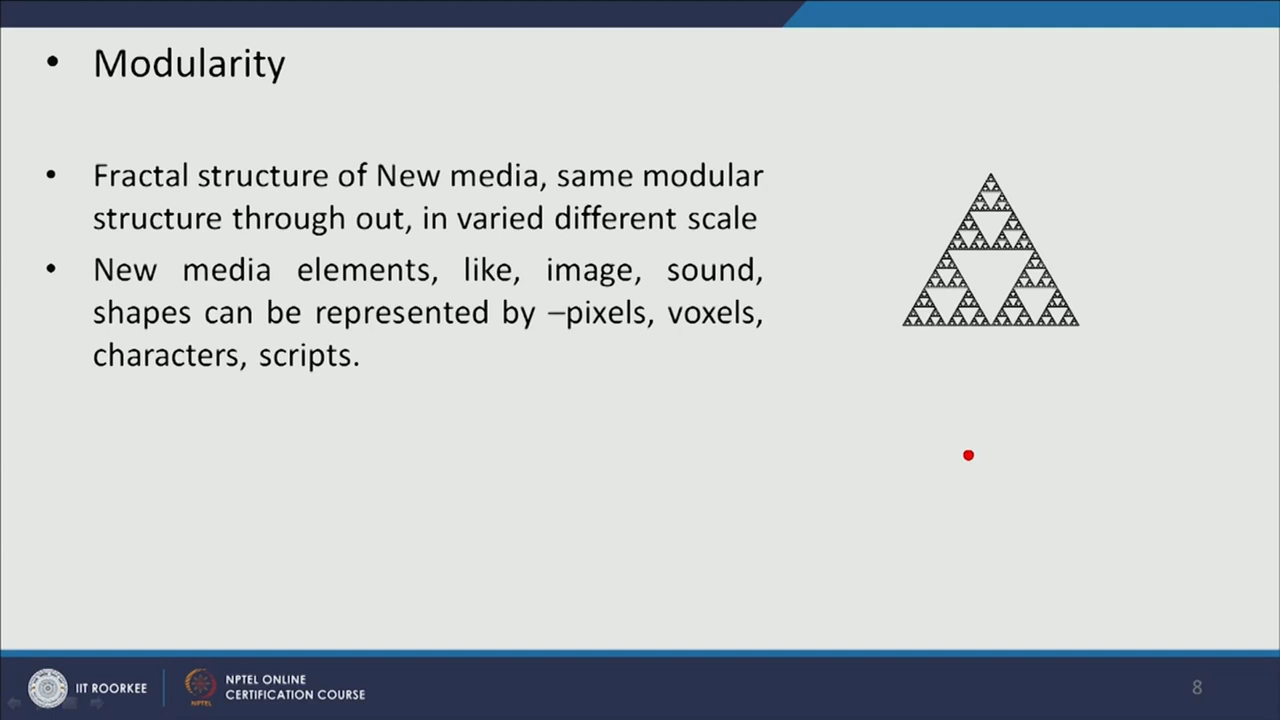 • Modularity
• Fractal structure of New media, same modular
structure through out, in varied different scale
• New media elements, like, image, sound,
shapes can be represented by –pixels, voxels,
characters, scripts.
IIT ROORKEE
NPTEL
NPTEL ONLINE
CERTIFICATION COURSE
8